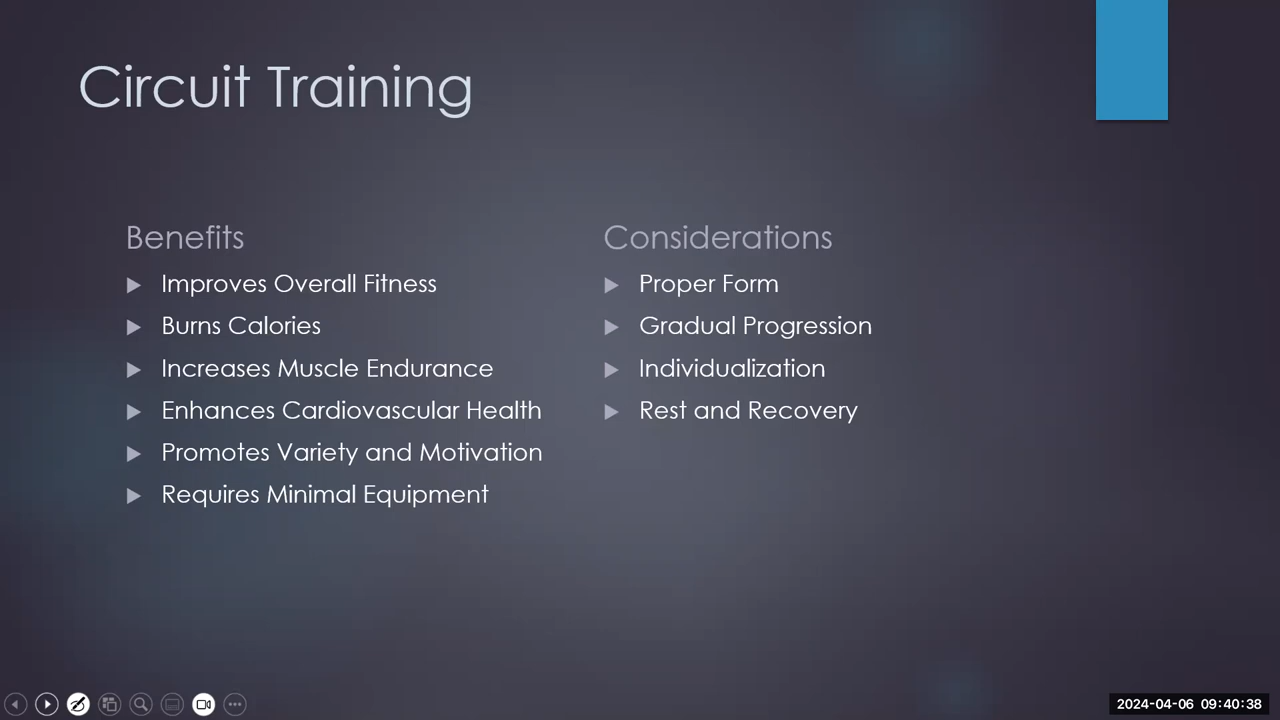 Circuit Training
Benefits
Improves Overall Fitness
Burns Calories
Increases Muscle Endurance
Enhances Cardiovascular Health
Promotes Variety and Motivation
Requires Minimal Equipment
Considerations
Proper Form
Gradual Progression
Individualization
Rest and Recovery
2024-04-06 09:40:38